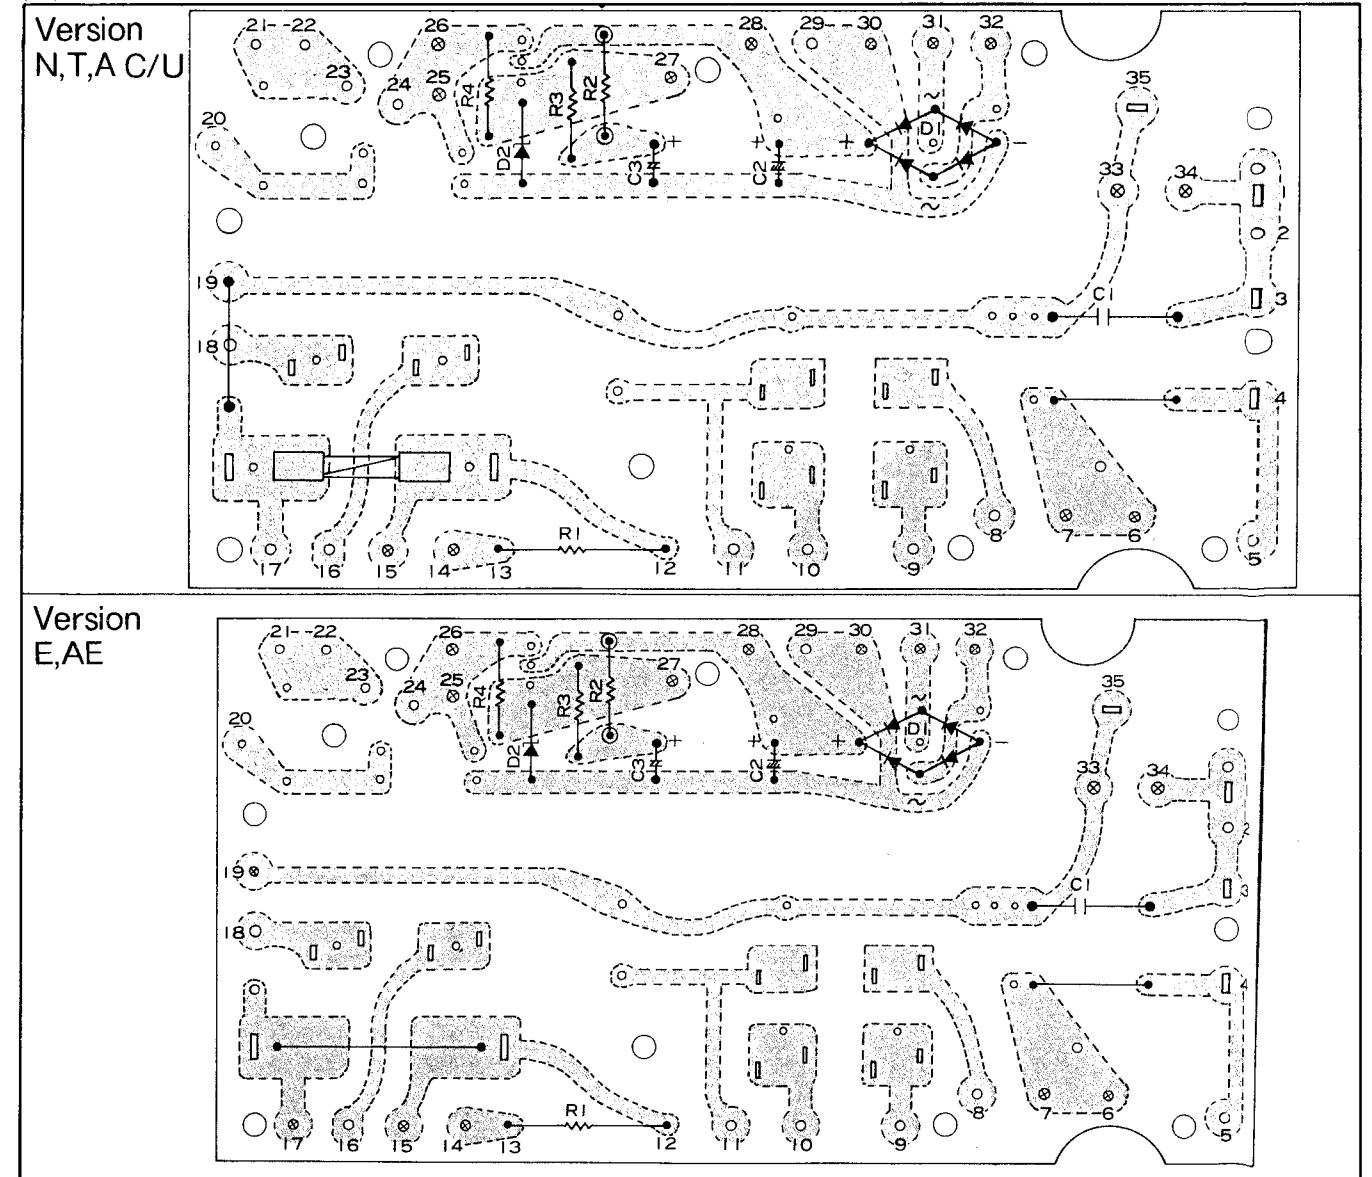 Version
N,T,A C/U
21 22 26 28 29 30 31 32
23 24 25 27 35
20 R4 R3 R2 D1
D2 C3 + C2 + + − ~ ~
33 34
2
19 C1 3
18
4
R1
17 16 15 14 13 12 11 10 9 8 7 6 5
Version
E,AE
21 22 26 28 29 30 31 32
23 24 25 27 35
20 R4 R3 R2 D1
D2 C3 + C2 + + − ~ ~
33 34
2
19 C1 3
18
4
R1
17 16 15 14 13 12 11 10 9 8 7 6 5